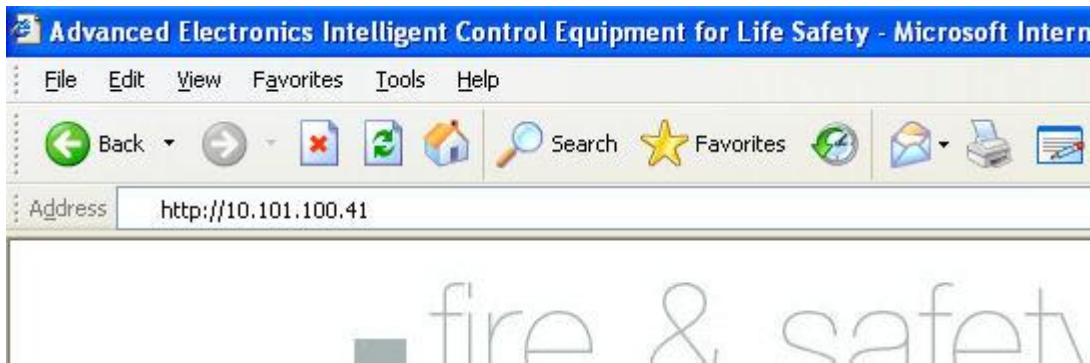 Advanced Electronics Intelligent Control Equipment for Life Safety - Microsoft Intern
File Edit View Favorites Tools Help
Back Search Favorites
Address http://10.101.100.41
fire & safety